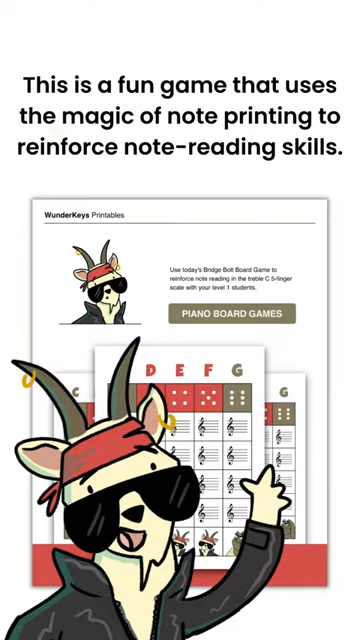 This is a fun game that uses
the magic of note printing to
reinforce note-reading skills.
WunderKeys Printables
Use today's Bridge Bolt Board Game to
reinforce note reading in the treble C 5-finger
scale with your level 1 students.
PIANO BOARD GAMES
C D E F G G